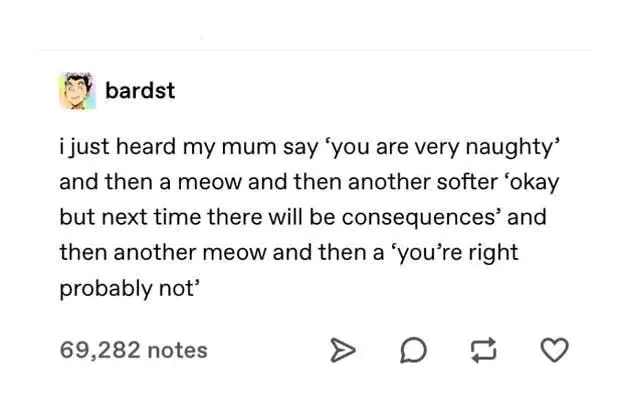 bardst
i just heard my mum say ‘you are very naughty’
and then a meow and then another softer ‘okay
but next time there will be consequences’ and
then another meow and then a ‘you’re right
probably not’
69,282 notes